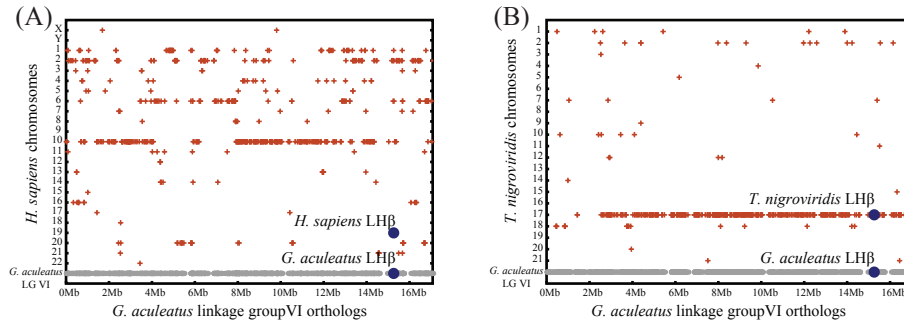 (A)
H. sapiens chromosomes
X
Y
1
2
3
4
5
6
7
8
9
10
11
12
13
14
15
16
17
18
19
20
21
22
G. aculeatus
LG VI
H. sapiens LHβ
G. aculeatus LHβ
0Mb 2Mb 4Mb 6Mb 8Mb 10Mb 12Mb 14Mb 16Mb
G. aculeatus linkage groupVI orthologs
(B)
T. nigroviridis chromosomes
1
2
3
4
5
6
7
8
9
10
11
12
13
14
15
16
17
18
19
20
21
G. aculeatus
LG VI
T. nigroviridis LHβ
G. aculeatus LHβ
0Mb 2Mb 4Mb 6Mb 8Mb 10Mb 12Mb 14Mb 16Mb
G. aculeatus linkage groupVI orthologs